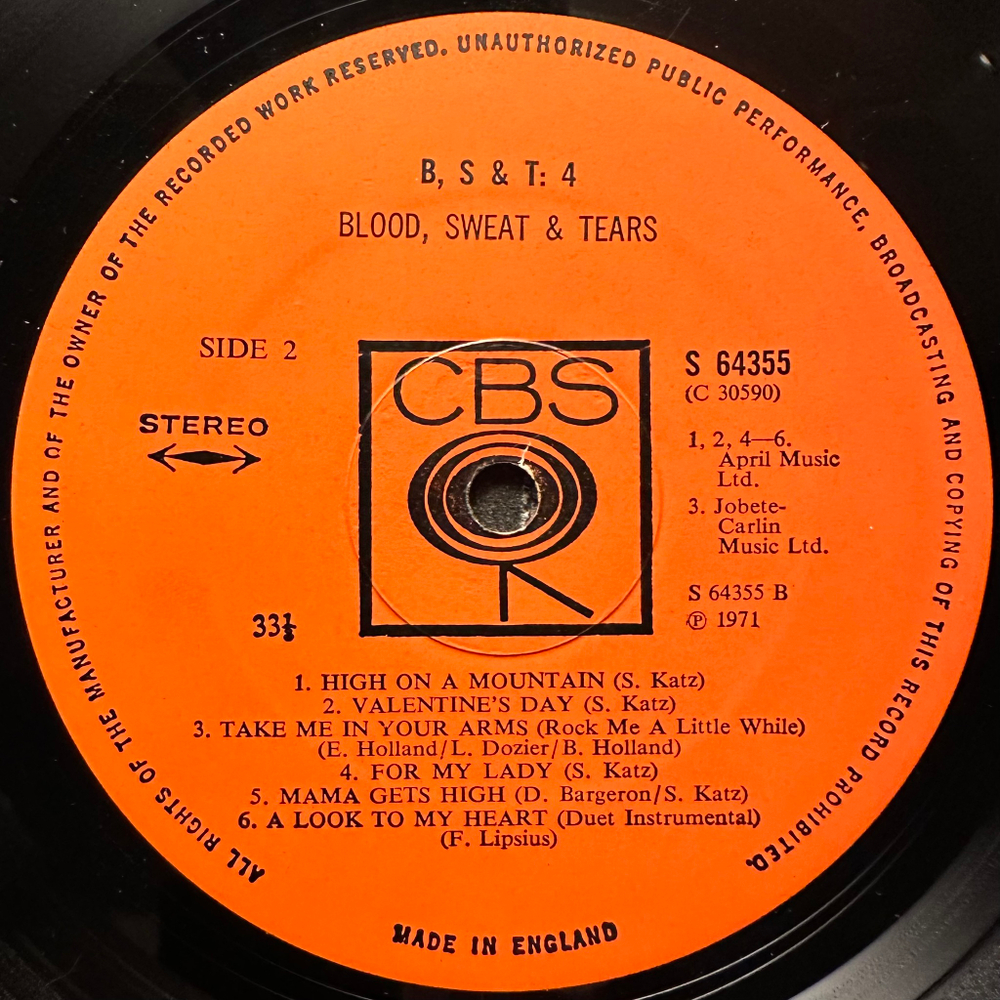 ALL RIGHTS OF THE MANUFACTURER AND OF THE OWNER OF THE RECORDED WORK RESERVED. UNAUTHORIZED PUBLIC PERFORMANCE, BROADCASTING AND COPYING OF THIS RECORD PROHIBITED.
B, S & T: 4
BLOOD, SWEAT & TEARS
SIDE 2
STEREO
33⅓
CBS
S 64355
(C 30590)
1, 2, 4—6.
April Music
Ltd.
3. Jobete-
Carlin
Music Ltd.
S 64355 B
℗ 1971
1. HIGH ON A MOUNTAIN (S. Katz)
2. VALENTINE'S DAY (S. Katz)
3. TAKE ME IN YOUR ARMS (Rock Me A Little While)
(E. Holland/L. Dozier/B. Holland)
4. FOR MY LADY (S. Katz)
5. MAMA GETS HIGH (D. Bargeron/S. Katz)
6. A LOOK TO MY HEART (Duet Instrumental)
(F. Lipsius)
MADE IN ENGLAND